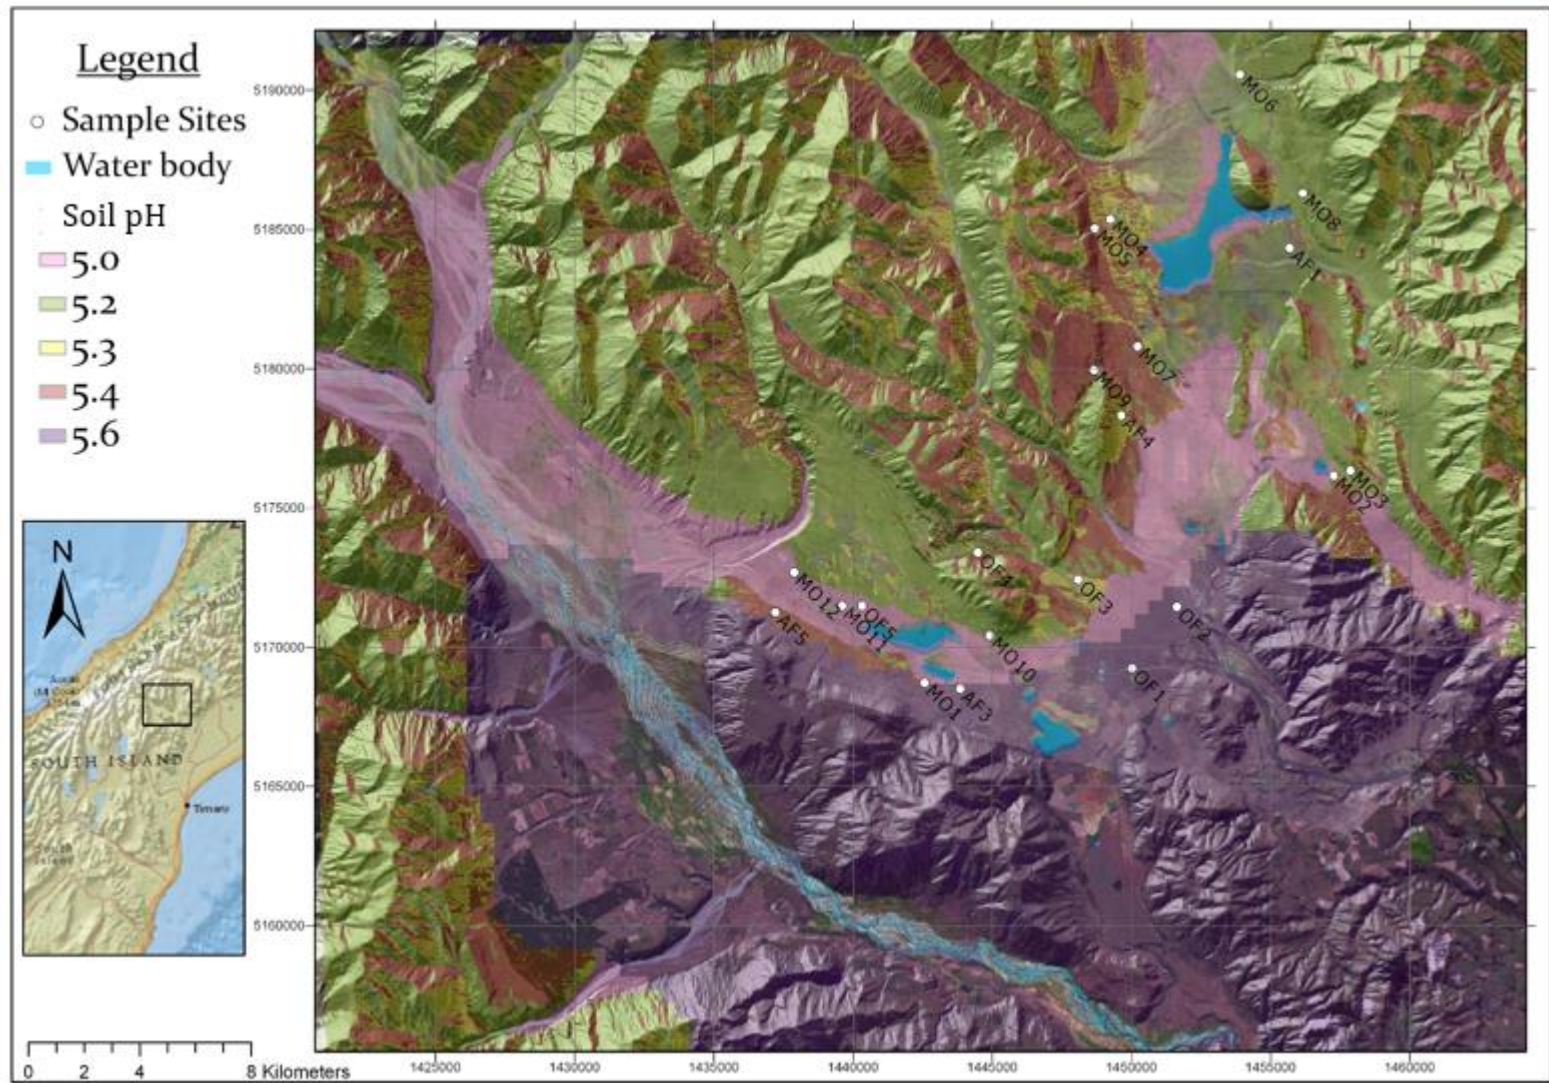 Legend
Sample Sites
Water body
Soil pH
5.0
5.2
5.3
5.4
5.6
N
SOUTH ISLAND
Timaru
0 2 4 8 Kilometers
5190000
5185000
5180000
5175000
5170000
5165000
5160000
1425000 1430000 1435000 1440000 1445000 1450000 1455000 1460000
MO6
MO8
MO4
MO5
AF1
MO7
MO9
AF4
MO3
MO2
OF4
OF3
MO12
OF5
MO11
AF5
OF2
MO10
OF1
AF3
MO1